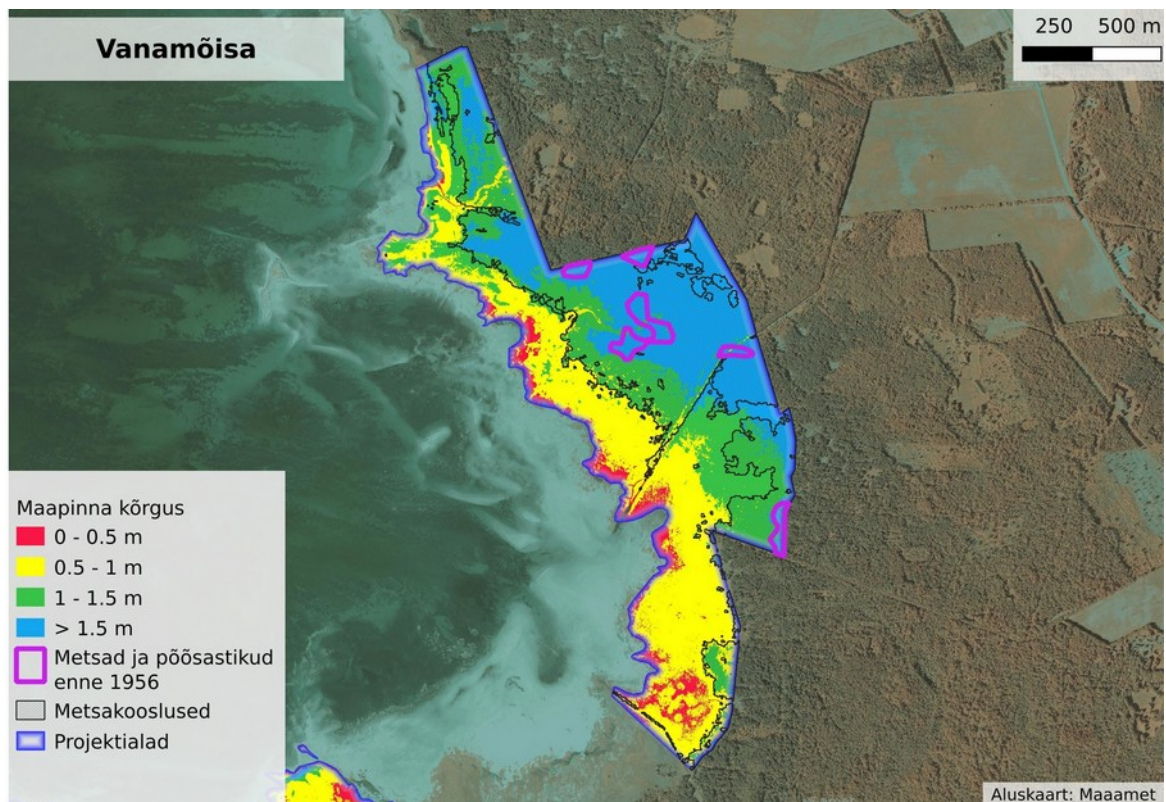 Vanamõisa
250 500 m
Maapinna kõrgus
0 - 0.5 m
0.5 - 1 m
1 - 1.5 m
> 1.5 m
Metsad ja põõsastikud
enne 1956
Metsakooslused
Projektialad
Aluskaart: Maaamet